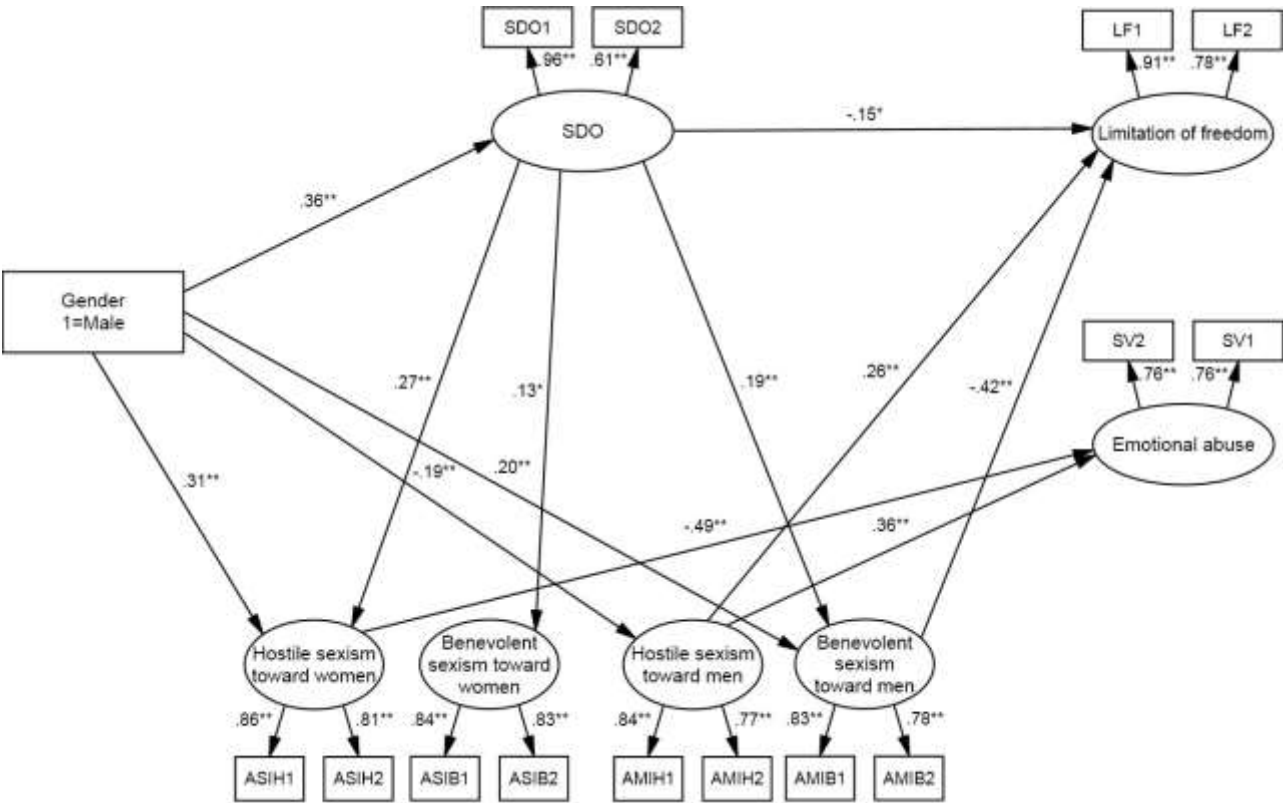 SDO1
SDO2
LF1
LF2
.96**
.61**
.91**
.78**
SDO
-.15*
Limitation of freedom
.36**
Gender
1=Male
SV2
SV1
.27**
.13*
.19**
.26**
-.42**
.76**
.76**
Emotional abuse
.31**
-.19**
.20**
-.49**
.36**
Hostile sexism
toward women
Benevolent
sexism toward
women
Hostile sexism
toward men
Benevolent
sexism
toward men
.86**
.81**
.84**
.83**
.84**
.77**
.83**
.78**
ASIH1
ASIH2
ASIB1
ASIB2
AMIH1
AMIH2
AMIB1
AMIB2